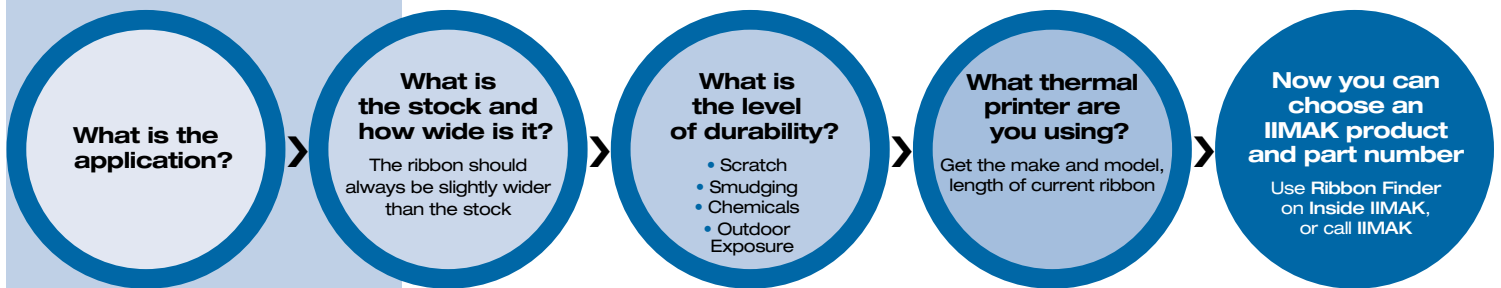 What is the
application?
What is
the stock and
how wide is it?
The ribbon should
always be slightly wider
than the stock
What is
the level
of durability?
• Scratch
• Smudging
• Chemicals
• Outdoor
Exposure
What thermal
printer are
you using?
Get the make and model,
length of current ribbon
Now you can
choose an
IIMAK product
and part number
Use Ribbon Finder
on Inside IIMAK,
or call IIMAK